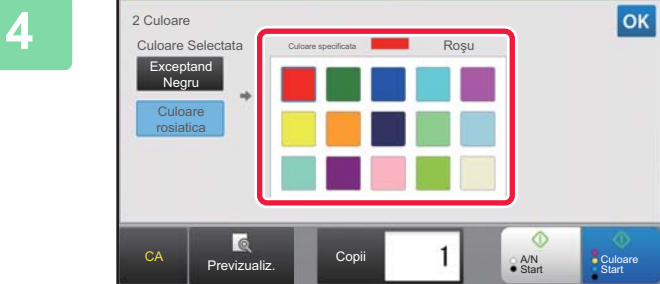 4
2 Culoare
OK
Culoare Selectata
Culoare specificata
Roşu
Exceptand
Negru
Culoare
rosiatica
CA
Previzualiz.
Copii
1
A/N
Start
Culoare
Start